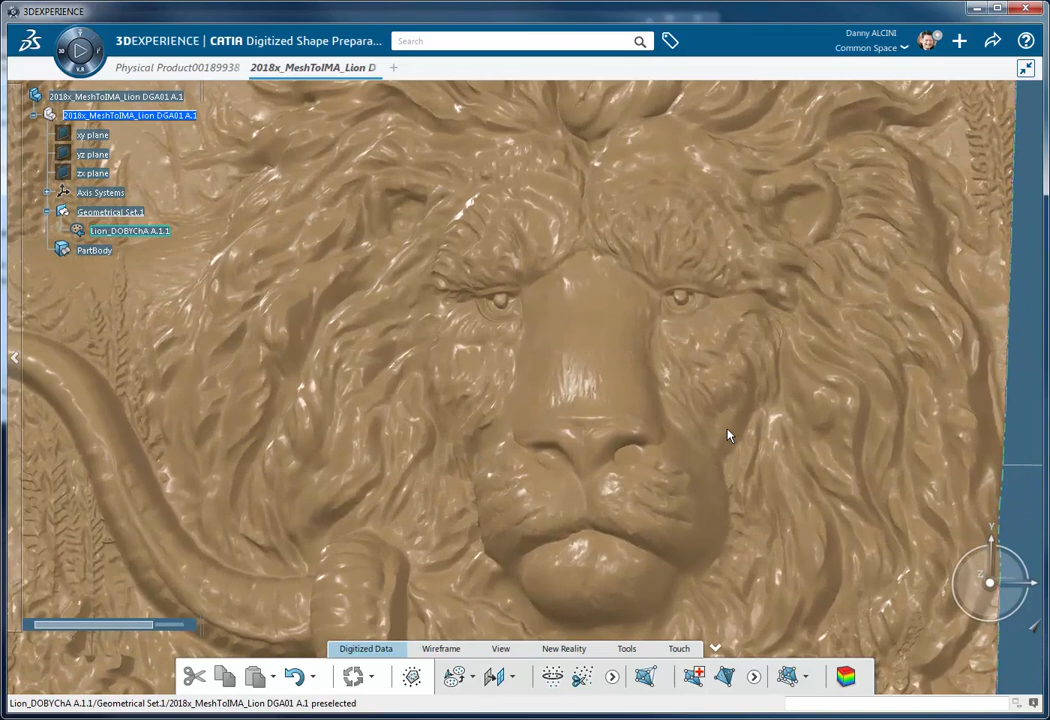 3DEXPERIENCE
3DEXPERIENCE | CATIA Digitized Shape Prepara...
Search
Danny ALCINI
Common Space
Physical Product00189938
2018x_MeshToIMA_Lion D
2018x_MeshToIMA_Lion DGA01 A.1
2018x_MeshToIMA_Lion DGA01 A.1
xy plane
yz plane
zx plane
Axis Systems
Geometrical Set.1
Lion_DOBYChA A.1.1
PartBody
Y
Z
Digitized Data
Wireframe
View
New Reality
Tools
Touch
Lion_DOBYChA A.1.1/Geometrical Set.1/2018x_MeshToIMA_Lion DGA01 A.1 preselected